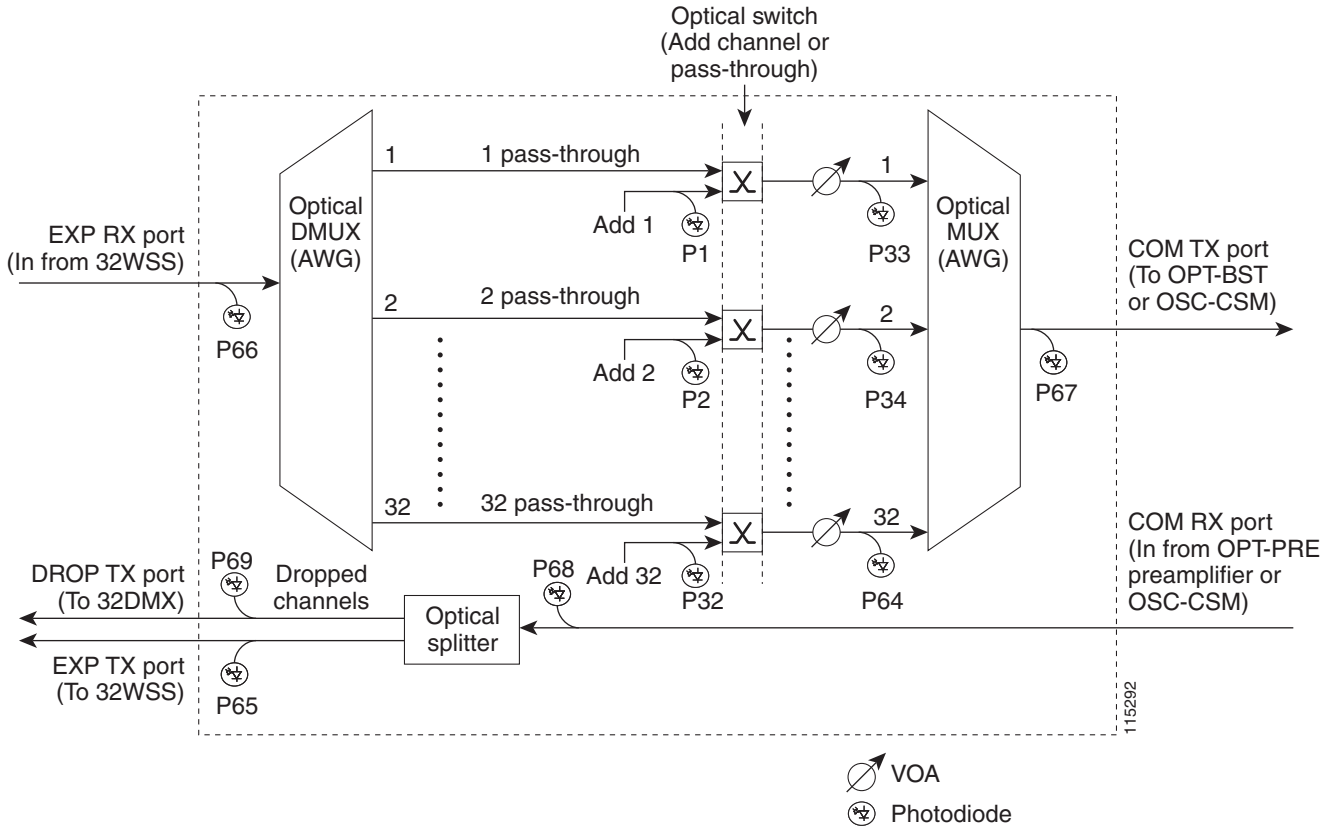 Optical switch
(Add channel or
pass-through)
1
1 pass-through
Add 1
P1
1
P33
Optical
DMUX
(AWG)
Optical
MUX
(AWG)
EXP RX port
(In from 32WSS)
P66
COM TX port
(To OPT-BST
or OSC-CSM)
2
2 pass-through
Add 2
P2
2
P34
P67
32
32 pass-through
Add 32
P32
32
P64
COM RX port
(In from OPT-PRE
preamplifier or
OSC-CSM)
P69
Dropped
channels
P68
DROP TX port
(To 32DMX)
Optical
splitter
EXP TX port
(To 32WSS)
P65
115292
VOA
Photodiode